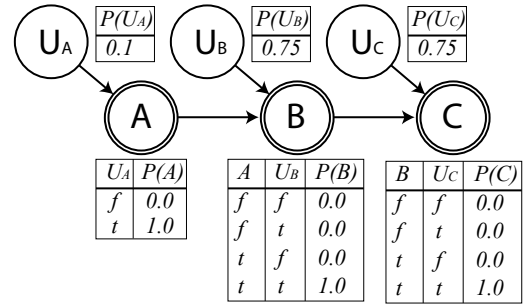 U_A P(U_A) U_B P(U_B) U_C P(U_C)
0.1 0.75 0.75
A B C
U_A P(A)
f 0.0
t 1.0
A U_B P(B)
f f 0.0
f t 0.0
t f 0.0
t t 1.0
B U_C P(C)
f f 0.0
f t 0.0
t f 0.0
t t 1.0